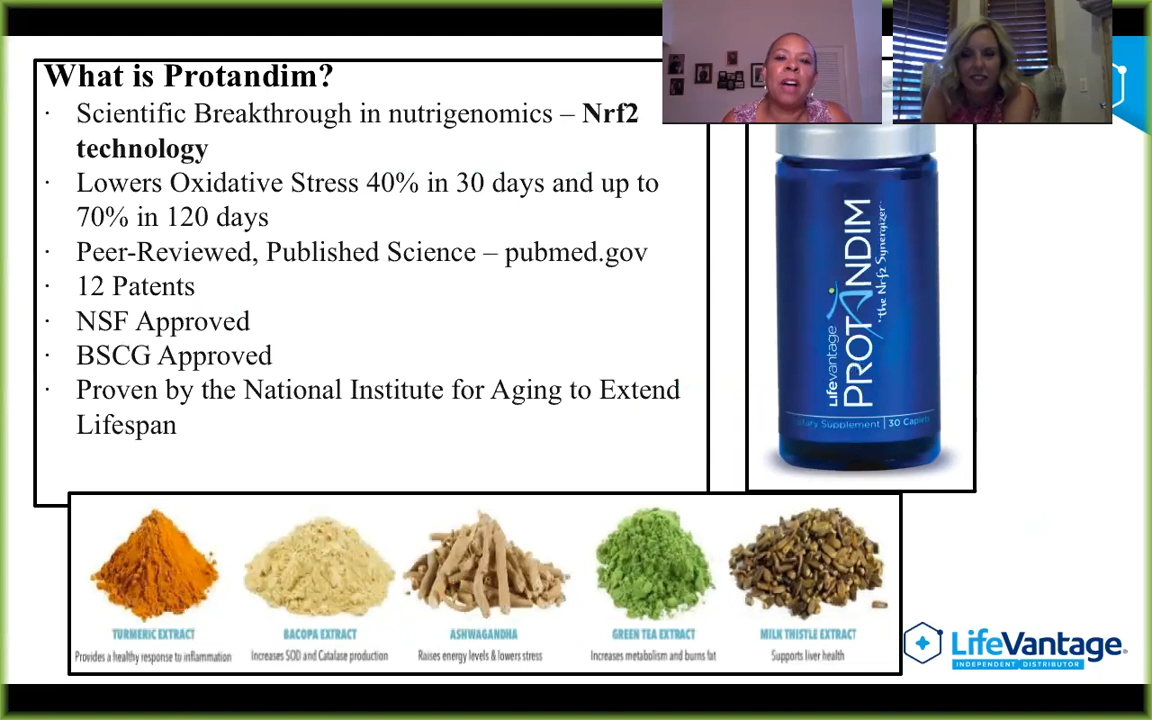 What is Protandim?
· Scientific Breakthrough in nutrigenomics – Nrf2
technology
· Lowers Oxidative Stress 40% in 30 days and up to
70% in 120 days
· Peer-Reviewed, Published Science – pubmed.gov
· 12 Patents
· NSF Approved
· BSCG Approved
· Proven by the National Institute for Aging to Extend
Lifespan
LifeVantage
PROTANDIM
the Nrf2 Synergizer
Supplement | 30 Caplets
TURMERIC EXTRACT
Provides a healthy response to inflammation
BACOPA EXTRACT
Increases SOD and Catalase production
ASHWAGANDHA
Raises energy levels & lowers stress
GREEN TEA EXTRACT
Increases metabolism and burns fat
MILK THISTLE EXTRACT
Supports liver health
LifeVantage®
INDEPENDENT DISTRIBUTOR